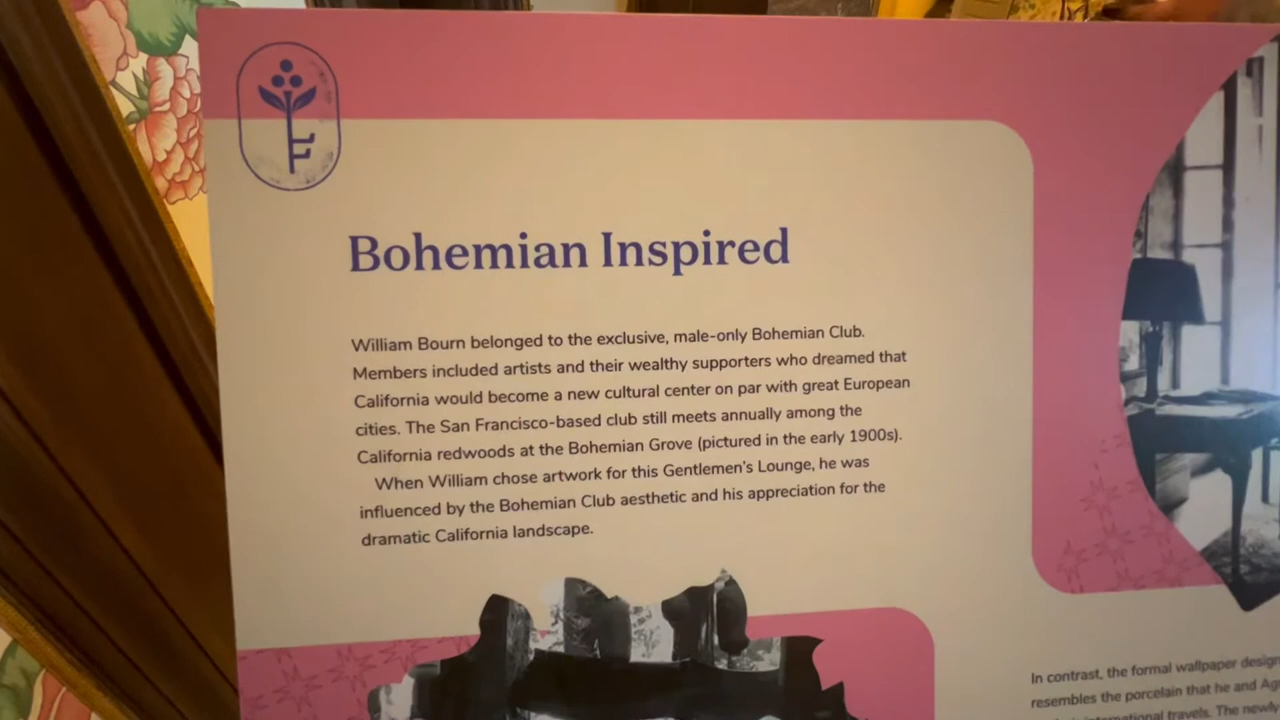 Bohemian Inspired
William Bourn belonged to the exclusive, male-only Bohemian Club.
Members included artists and their wealthy supporters who dreamed that
California would become a new cultural center on par with great European
cities. The San Francisco-based club still meets annually among the
California redwoods at the Bohemian Grove (pictured in the early 1900s).
When William chose artwork for this Gentlemen's Lounge, he was
influenced by the Bohemian Club aesthetic and his appreciation for the
dramatic California landscape.
In contrast, the formal wallpaper design
resembles the porcelain that he and
international travels. The newly